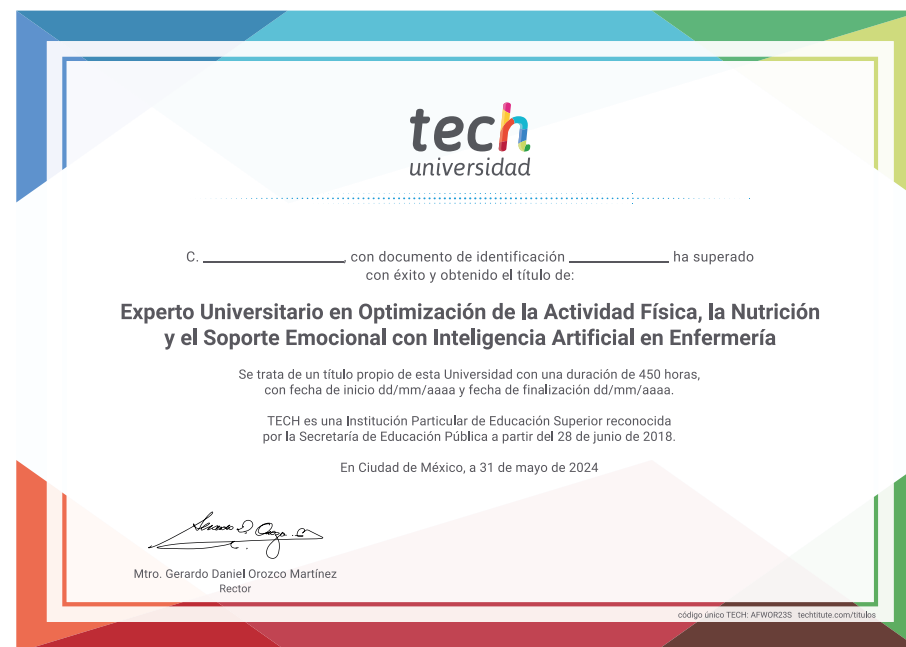 tech
universidad
C. ____________, con documento de identificación ____________ ha superado
con éxito y obtenido el título de:
Experto Universitario en Optimización de la Actividad Física, la Nutrición
y el Soporte Emocional con Inteligencia Artificial en Enfermería
Se trata de un título propio de esta Universidad con una duración de 450 horas,
con fecha de inicio dd/mm/aaaa y fecha de finalización dd/mm/aaaa.
TECH es una Institución Particular de Educación Superior reconocida
por la Secretaría de Educación Pública a partir del 28 de junio de 2018.
En Ciudad de México, a 31 de mayo de 2024
Mtro. Gerardo Daniel Orozco Martínez
Rector
código único TECH: AFWOR23S techtitute.com/titulos